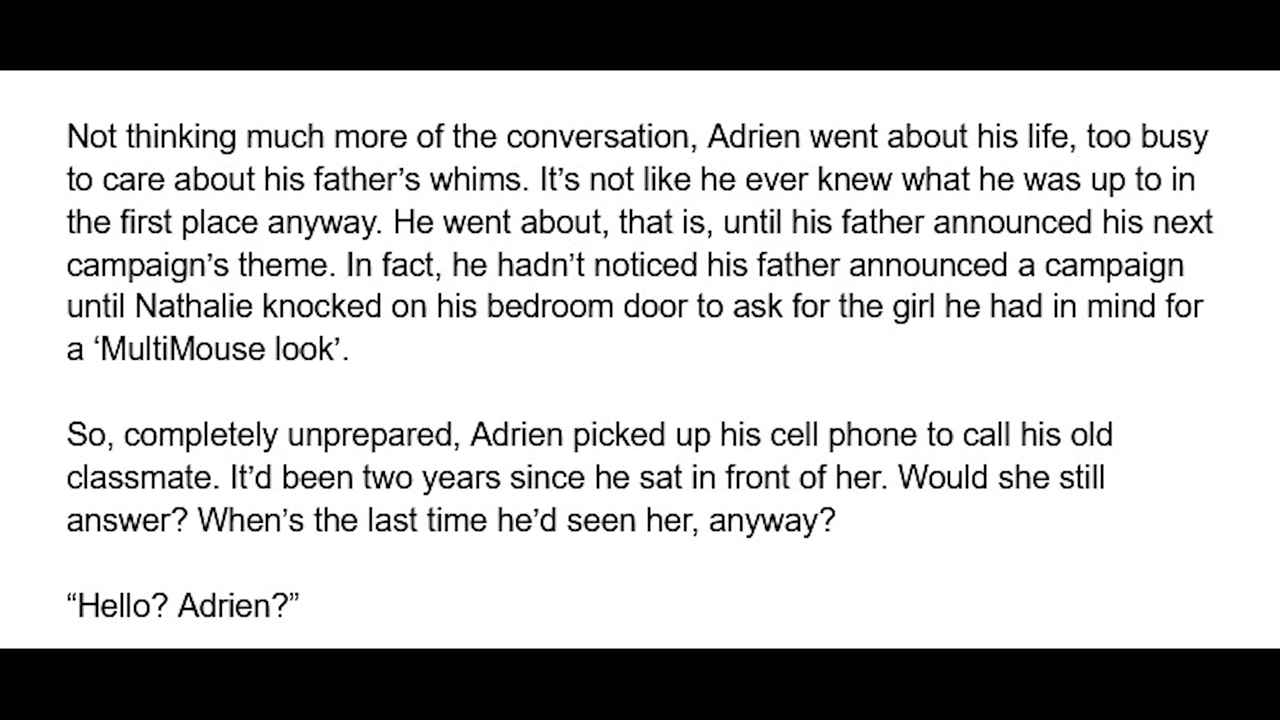 Not thinking much more of the conversation, Adrien went about his life, too busy
to care about his father’s whims. It’s not like he ever knew what he was up to in
the first place anyway. He went about, that is, until his father announced his next
campaign’s theme. In fact, he hadn’t noticed his father announced a campaign
until Nathalie knocked on his bedroom door to ask for the girl he had in mind for
a ‘MultiMouse look’.
So, completely unprepared, Adrien picked up his cell phone to call his old
classmate. It’d been two years since he sat in front of her. Would she still
answer? When’s the last time he’d seen her, anyway?
“Hello? Adrien?”